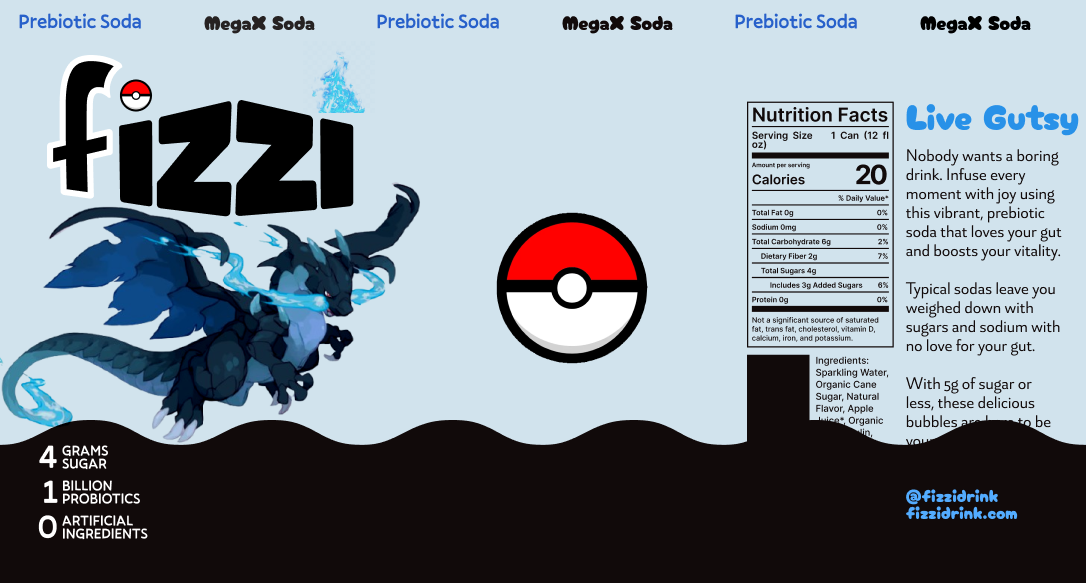 Prebiotic Soda MegaX Soda Prebiotic Soda MegaX Soda Prebiotic Soda MegaX Soda
fizzi
4 GRAMS
SUGAR
1 BILLION
PROBIOTICS
0 ARTIFICIAL
INGREDIENTS
Nutrition Facts
Serving Size 1 Can (12 fl
oz)
Amount per serving
Calories 20
% Daily Value*
Total Fat 0g 0%
Sodium 0mg 0%
Total Carbohydrate 6g 2%
Dietary Fiber 2g 7%
Total Sugars 4g
Includes 3g Added Sugars 6%
Protein 0g 0%
Not a significant source of saturated
fat, trans fat, cholesterol, vitamin D,
calcium, iron, and potassium.
Ingredients:
Sparkling Water,
Organic Cane
Sugar, Natural
Flavor, Apple
Juice*, Organic
Live Gutsy
Nobody wants a boring
drink. Infuse every
moment with joy using
this vibrant, prebiotic
soda that loves your gut
and boosts your vitality.
Typical sodas leave you
weighed down with
sugars and sodium with
no love for your gut.
With 5g of sugar or
less, these delicious
bubbles are here to be
@fizzidrink
fizzidrink.com